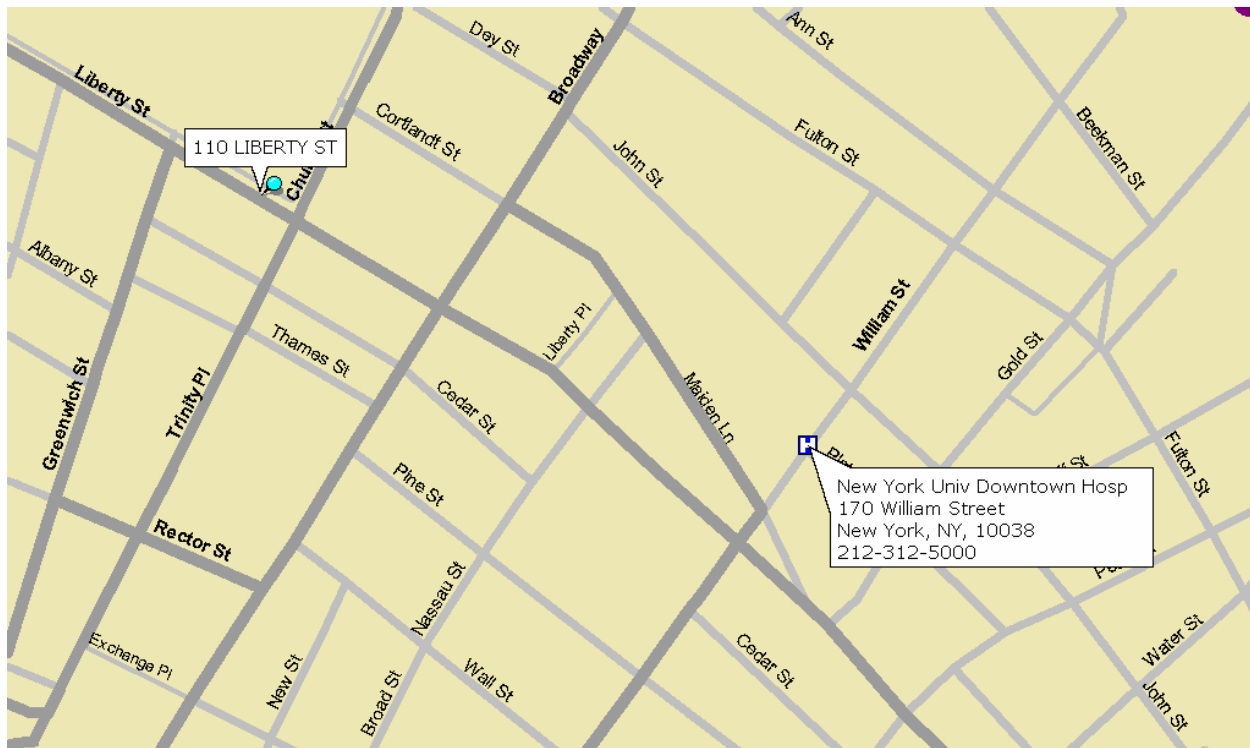 Dey St
Broadway
Ann St
Liberty St
Cortlandt St
Fulton St
Beekman St
110 LIBERTY ST
John St
Albany St
William St
Liberty Pl
Thames St
Gold St
Greenwich St
Trinity Pl
Cedar St
Maiden Ln
Pine St
Fulton St
New York Univ Downtown Hosp
170 William Street
New York, NY, 10038
212-312-5000
Rector St
Nassau St
Exchange Pl
New St
Broad St
Wall St
Cedar St
Water St
John St